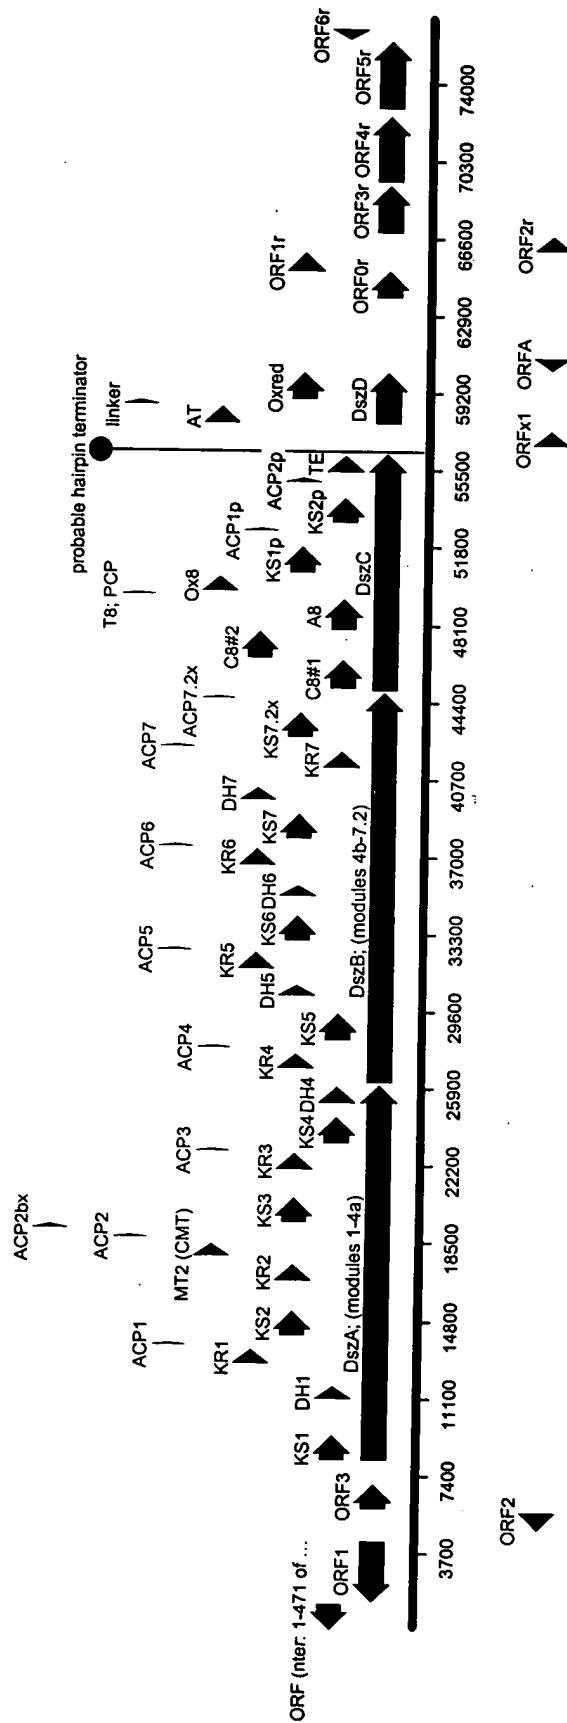 probable hairpin terminator
linker
T8; PCP
ACP2bx
ACP2
ACP1
ACP3
ACP4
ACP5
ACP6
ACP7
ACP7.2x
ACP1p
ACP2p
AT
MT2 (CMT)
KR1
KR2
KR3
KR4
KR5
KR6
DH7
C8#2
Ox8
KS2
KS3
DH5
KS6
DH6
KS7
KS7.2x
KS1p
Oxred
ORF1r
ORF (nter: 1-471 of ...
KS1
DH1
KS4
DH4
KS5
KR7
C8#1
A8
KS2p
TE
ORF6r
ORF1
ORF3
DszA; (modules 1-4a)
DszB; (modules 4b-7.2)
DszC
DszD
ORF0r
ORF3r
ORF4r
ORF5r
3700
7400
11100
14800
18500
22200
25900
29600
33300
37000
40700
44400
48100
51800
55500
59200
62900
66600
70300
74000
ORF2
ORFx1
ORFA
ORF2r